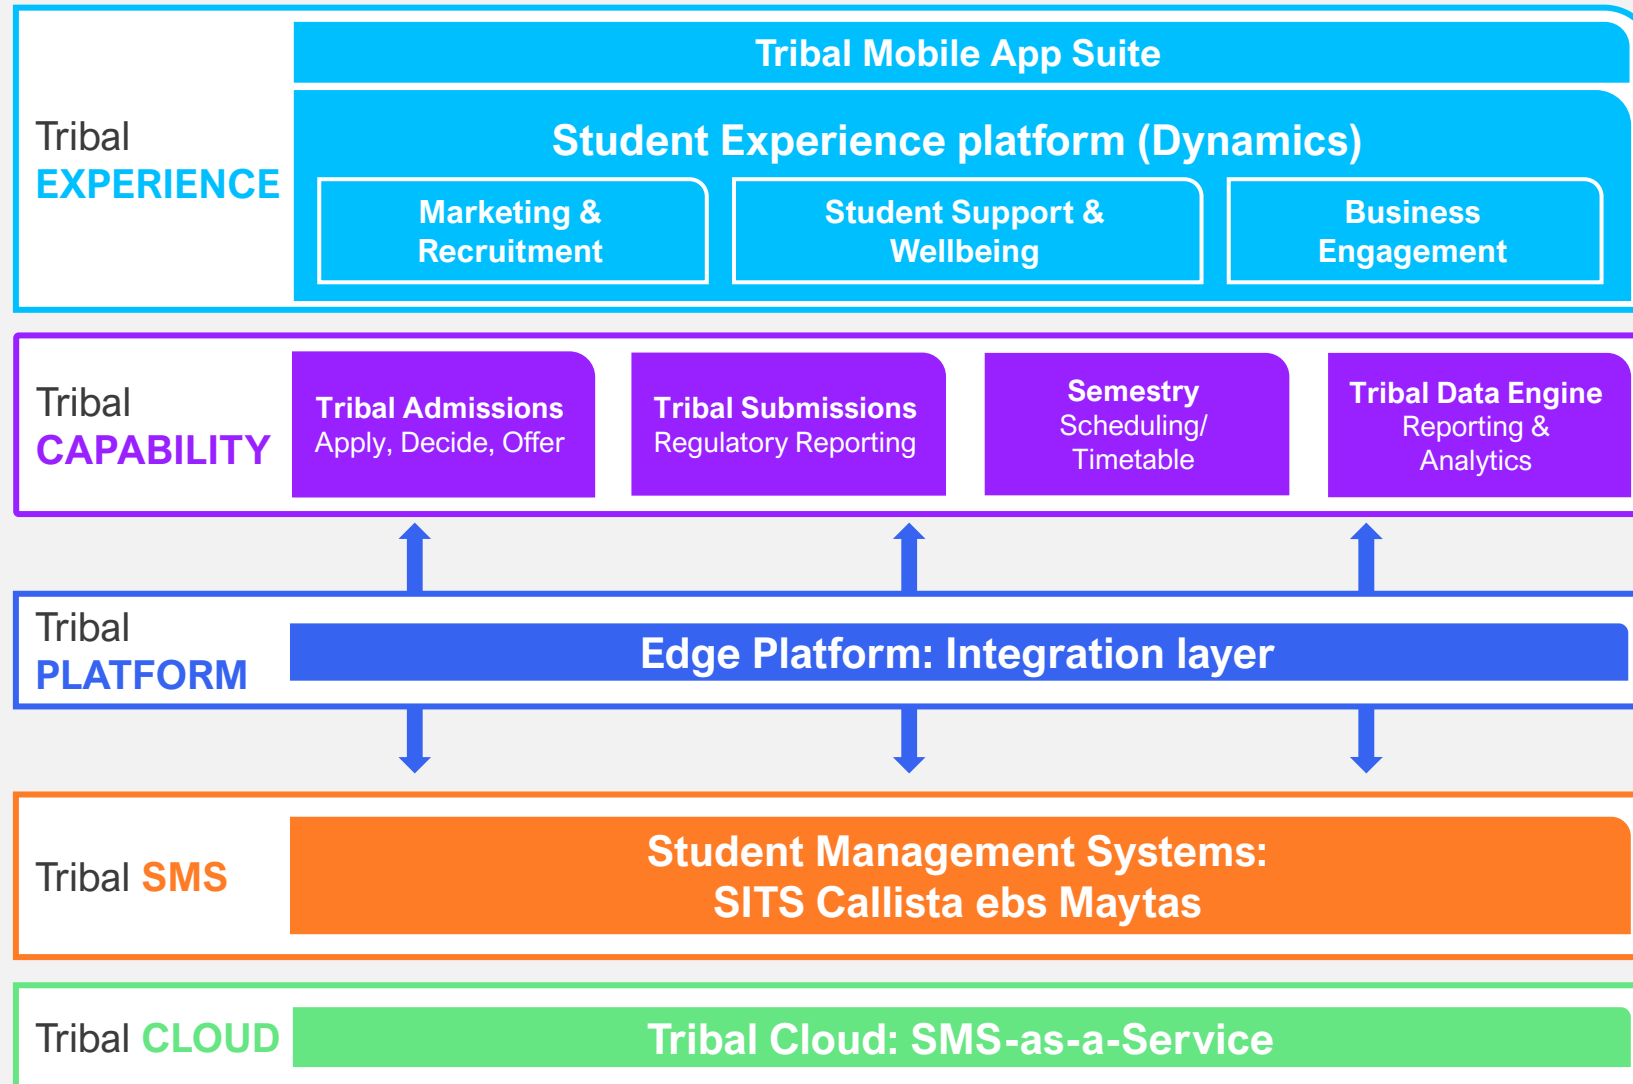 Tribal Mobile App Suite
Tribal
EXPERIENCE
Student Experience platform (Dynamics)
Marketing &
Recruitment
Student Support &
Wellbeing
Business
Engagement
Tribal
CAPABILITY
Tribal Admissions
Apply, Decide, Offer
Tribal Submissions
Regulatory Reporting
Semestry
Scheduling/
Timetable
Tribal Data Engine
Reporting &
Analytics
Tribal
PLATFORM
Edge Platform: Integration layer
Tribal SMS
Student Management Systems:
SITS Callista ebs Maytas
Tribal CLOUD
Tribal Cloud: SMS-as-a-Service